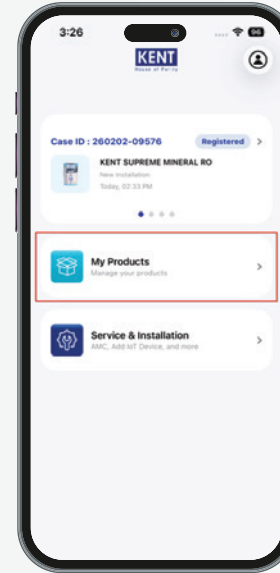 3:26
KENT
House of Purity
Case ID : 260202-09576
Registered
KENT SUPREME MINERAL RO
New Installation
Today, 02:33 PM
My Products
Manage your products
Service & Installation
AMC, Add IoT Device, and more